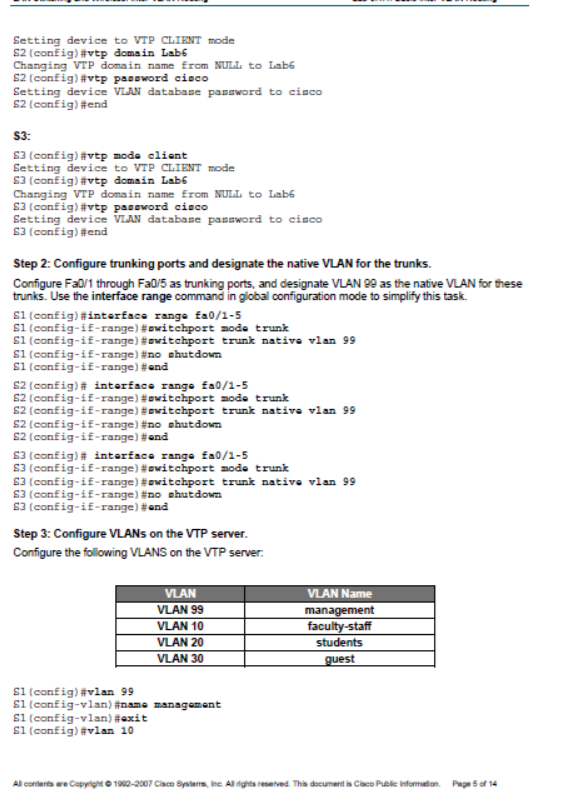 Setting device to VTP CLIENT mode
S2(config)#vtp domain Lab6
Changing VTP domain name from NULL to Lab6
S2(config)#vtp password cisco
Setting device VLAN database password to cisco
S2(config)#end
S3:
S3(config)#vtp mode client
Setting device to VTP CLIENT mode
S3(config)#vtp domain Lab6
Changing VTP domain name from NULL to Lab6
S3(config)#vtp password cisco
Setting device VLAN database password to cisco
S3(config)#end
Step 2: Configure trunking ports and designate the native VLAN for the trunks.
Configure Fa0/1 through Fa0/5 as trunking ports, and designate VLAN 99 as the native VLAN for these
trunks. Use the interface range command in global configuration mode to simplify this task.
S1(config)#interface range fa0/1-5
S1(config-if-range)#switchport mode trunk
S1(config-if-range)#switchport trunk native vlan 99
S1(config-if-range)#no shutdown
S1(config-if-range)#end
S2(config)# interface range fa0/1-5
S2(config-if-range)#switchport mode trunk
S2(config-if-range)#switchport trunk native vlan 99
S2(config-if-range)#no shutdown
S2(config-if-range)#end
S3(config)# interface range fa0/1-5
S3(config-if-range)#switchport mode trunk
S3(config-if-range)#switchport trunk native vlan 99
S3(config-if-range)#no shutdown
S3(config-if-range)#end
Step 3: Configure VLANs on the VTP server.
Configure the following VLANS on the VTP server:
VLAN VLAN Name
VLAN 99 management
VLAN 10 faculty-staff
VLAN 20 students
VLAN 30 guest
S1(config)#vlan 99
S1(config-vlan)#name management
S1(config-vlan)#exit
S1(config)#vlan 10
All contents are Copyright © 1992–2007 Cisco Systems, Inc. All rights reserved. This document is Cisco Public Information. Page 5 of 14